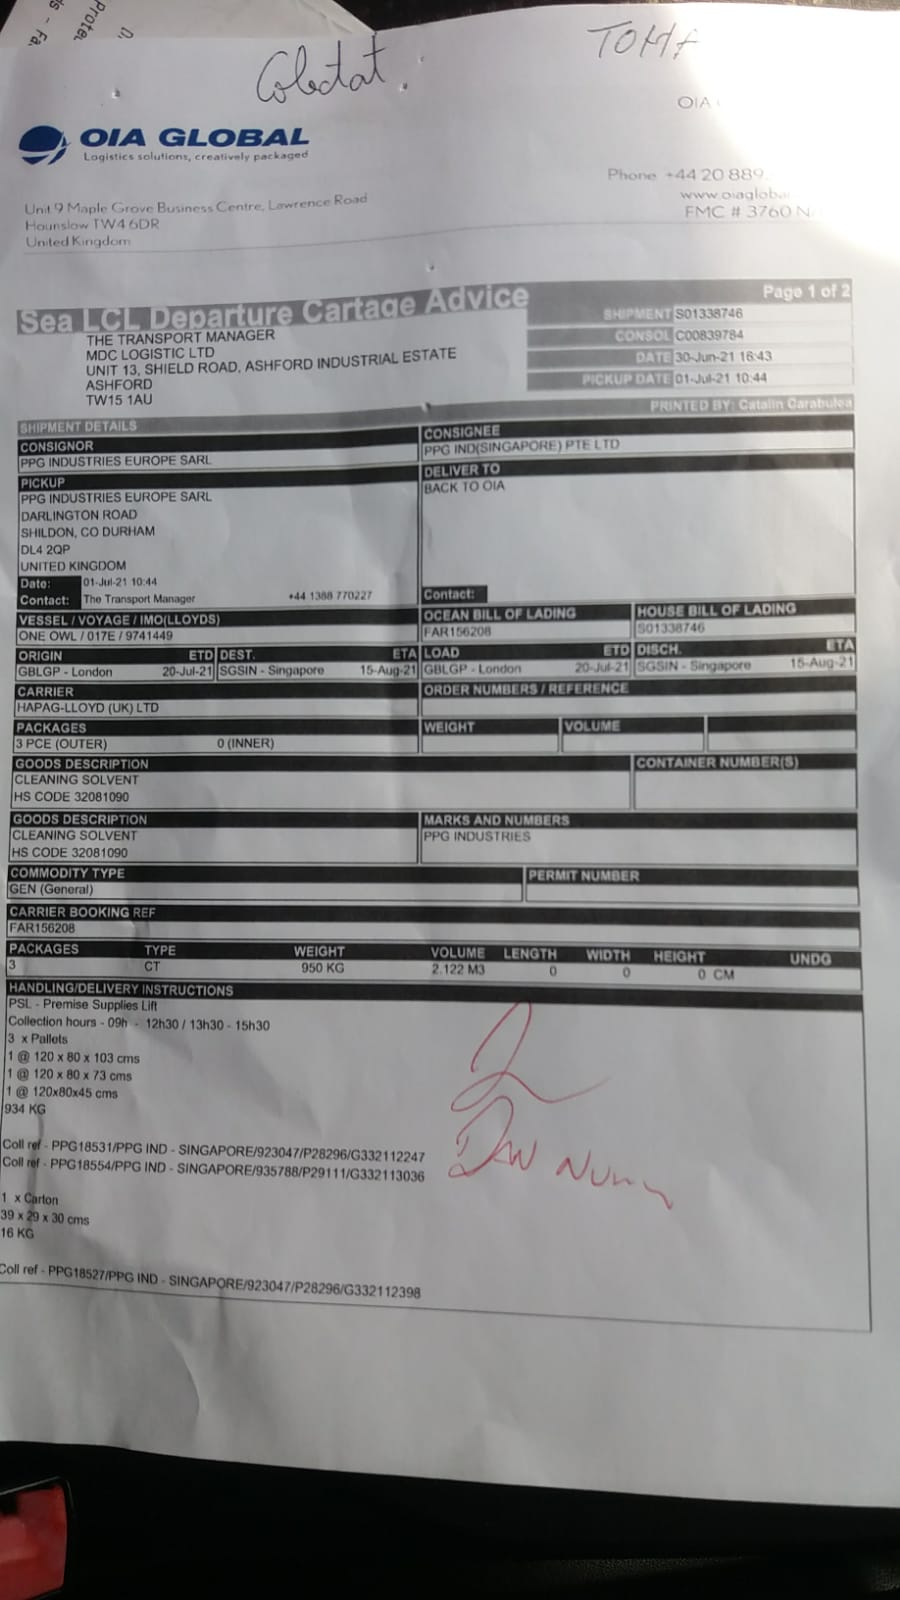 Colectat.
OIA
OIA GLOBAL
Logistics solutions, creatively packaged
Phone +44 20 889
www.oiagloba
FMC # 3760 N
Unit 9 Maple Grove Business Centre, Lawrence Road
Hounslow TW4 6DR
United Kingdom
Sea LCL Departure Cartage Advice
Page 1 of 2
THE TRANSPORT MANAGER
MDC LOGISTIC LTD
UNIT 13, SHIELD ROAD, ASHFORD INDUSTRIAL ESTATE
ASHFORD
TW15 1AU
SHIPMENT S01338746
CONSOL C00839784
DATE 30-Jun-21 16:43
PICKUP DATE 01-Jul-21 10:44
PRINTED BY: Catalin Carabulea
SHIPMENT DETAILS
CONSIGNOR
PPG INDUSTRIES EUROPE SARL
CONSIGNEE
PPG IND(SINGAPORE) PTE LTD
PICKUP
PPG INDUSTRIES EUROPE SARL
DARLINGTON ROAD
SHILDON, CO DURHAM
DL4 2QP
UNITED KINGDOM
Date: 01-Jul-21 10:44
Contact: The Transport Manager +44 1388 770227
DELIVER TO
BACK TO OIA
Contact:
VESSEL / VOYAGE / IMO(LLOYDS)
ONE OWL / 017E / 9741449
OCEAN BILL OF LADING
FAR156208
HOUSE BILL OF LADING
S01338746
ORIGIN ETD DEST. ETA LOAD ETD DISCH. ETA
GBLGP - London 20-Jul-21 SGSIN - Singapore 15-Aug-21 GBLGP - London 20-Jul-21 SGSIN - Singapore 15-Aug-21
CARRIER
HAPAG-LLOYD (UK) LTD
ORDER NUMBERS / REFERENCE
PACKAGES WEIGHT VOLUME
3 PCE (OUTER) 0 (INNER)
GOODS DESCRIPTION
CLEANING SOLVENT
HS CODE 32081090
CONTAINER NUMBER(S)
GOODS DESCRIPTION
CLEANING SOLVENT
HS CODE 32081090
MARKS AND NUMBERS
PPG INDUSTRIES
COMMODITY TYPE
GEN (General)
PERMIT NUMBER
CARRIER BOOKING REF
FAR156208
PACKAGES TYPE WEIGHT VOLUME LENGTH WIDTH HEIGHT UNDG
3 CT 950 KG 2.122 M3 0 0 0 CM
HANDLING/DELIVERY INSTRUCTIONS
PSL - Premise Supplies Lift
Collection hours - 09h - 12h30 / 13h30 - 15h30
3 x Pallets
1 @ 120 x 80 x 103 cms
1 @ 120 x 80 x 73 cms
1 @ 120x80x45 cms
934 KG
Coll ref - PPG18531/PPG IND - SINGAPORE/923047/P28296/G332112247
Coll ref - PPG18554/PPG IND - SINGAPORE/935788/P29111/G332113036
DAN
1 x Carton
39 x 29 x 30 cms
16 KG
Coll ref - PPG18527/PPG IND - SINGAPORE/923047/P28296/G332112398